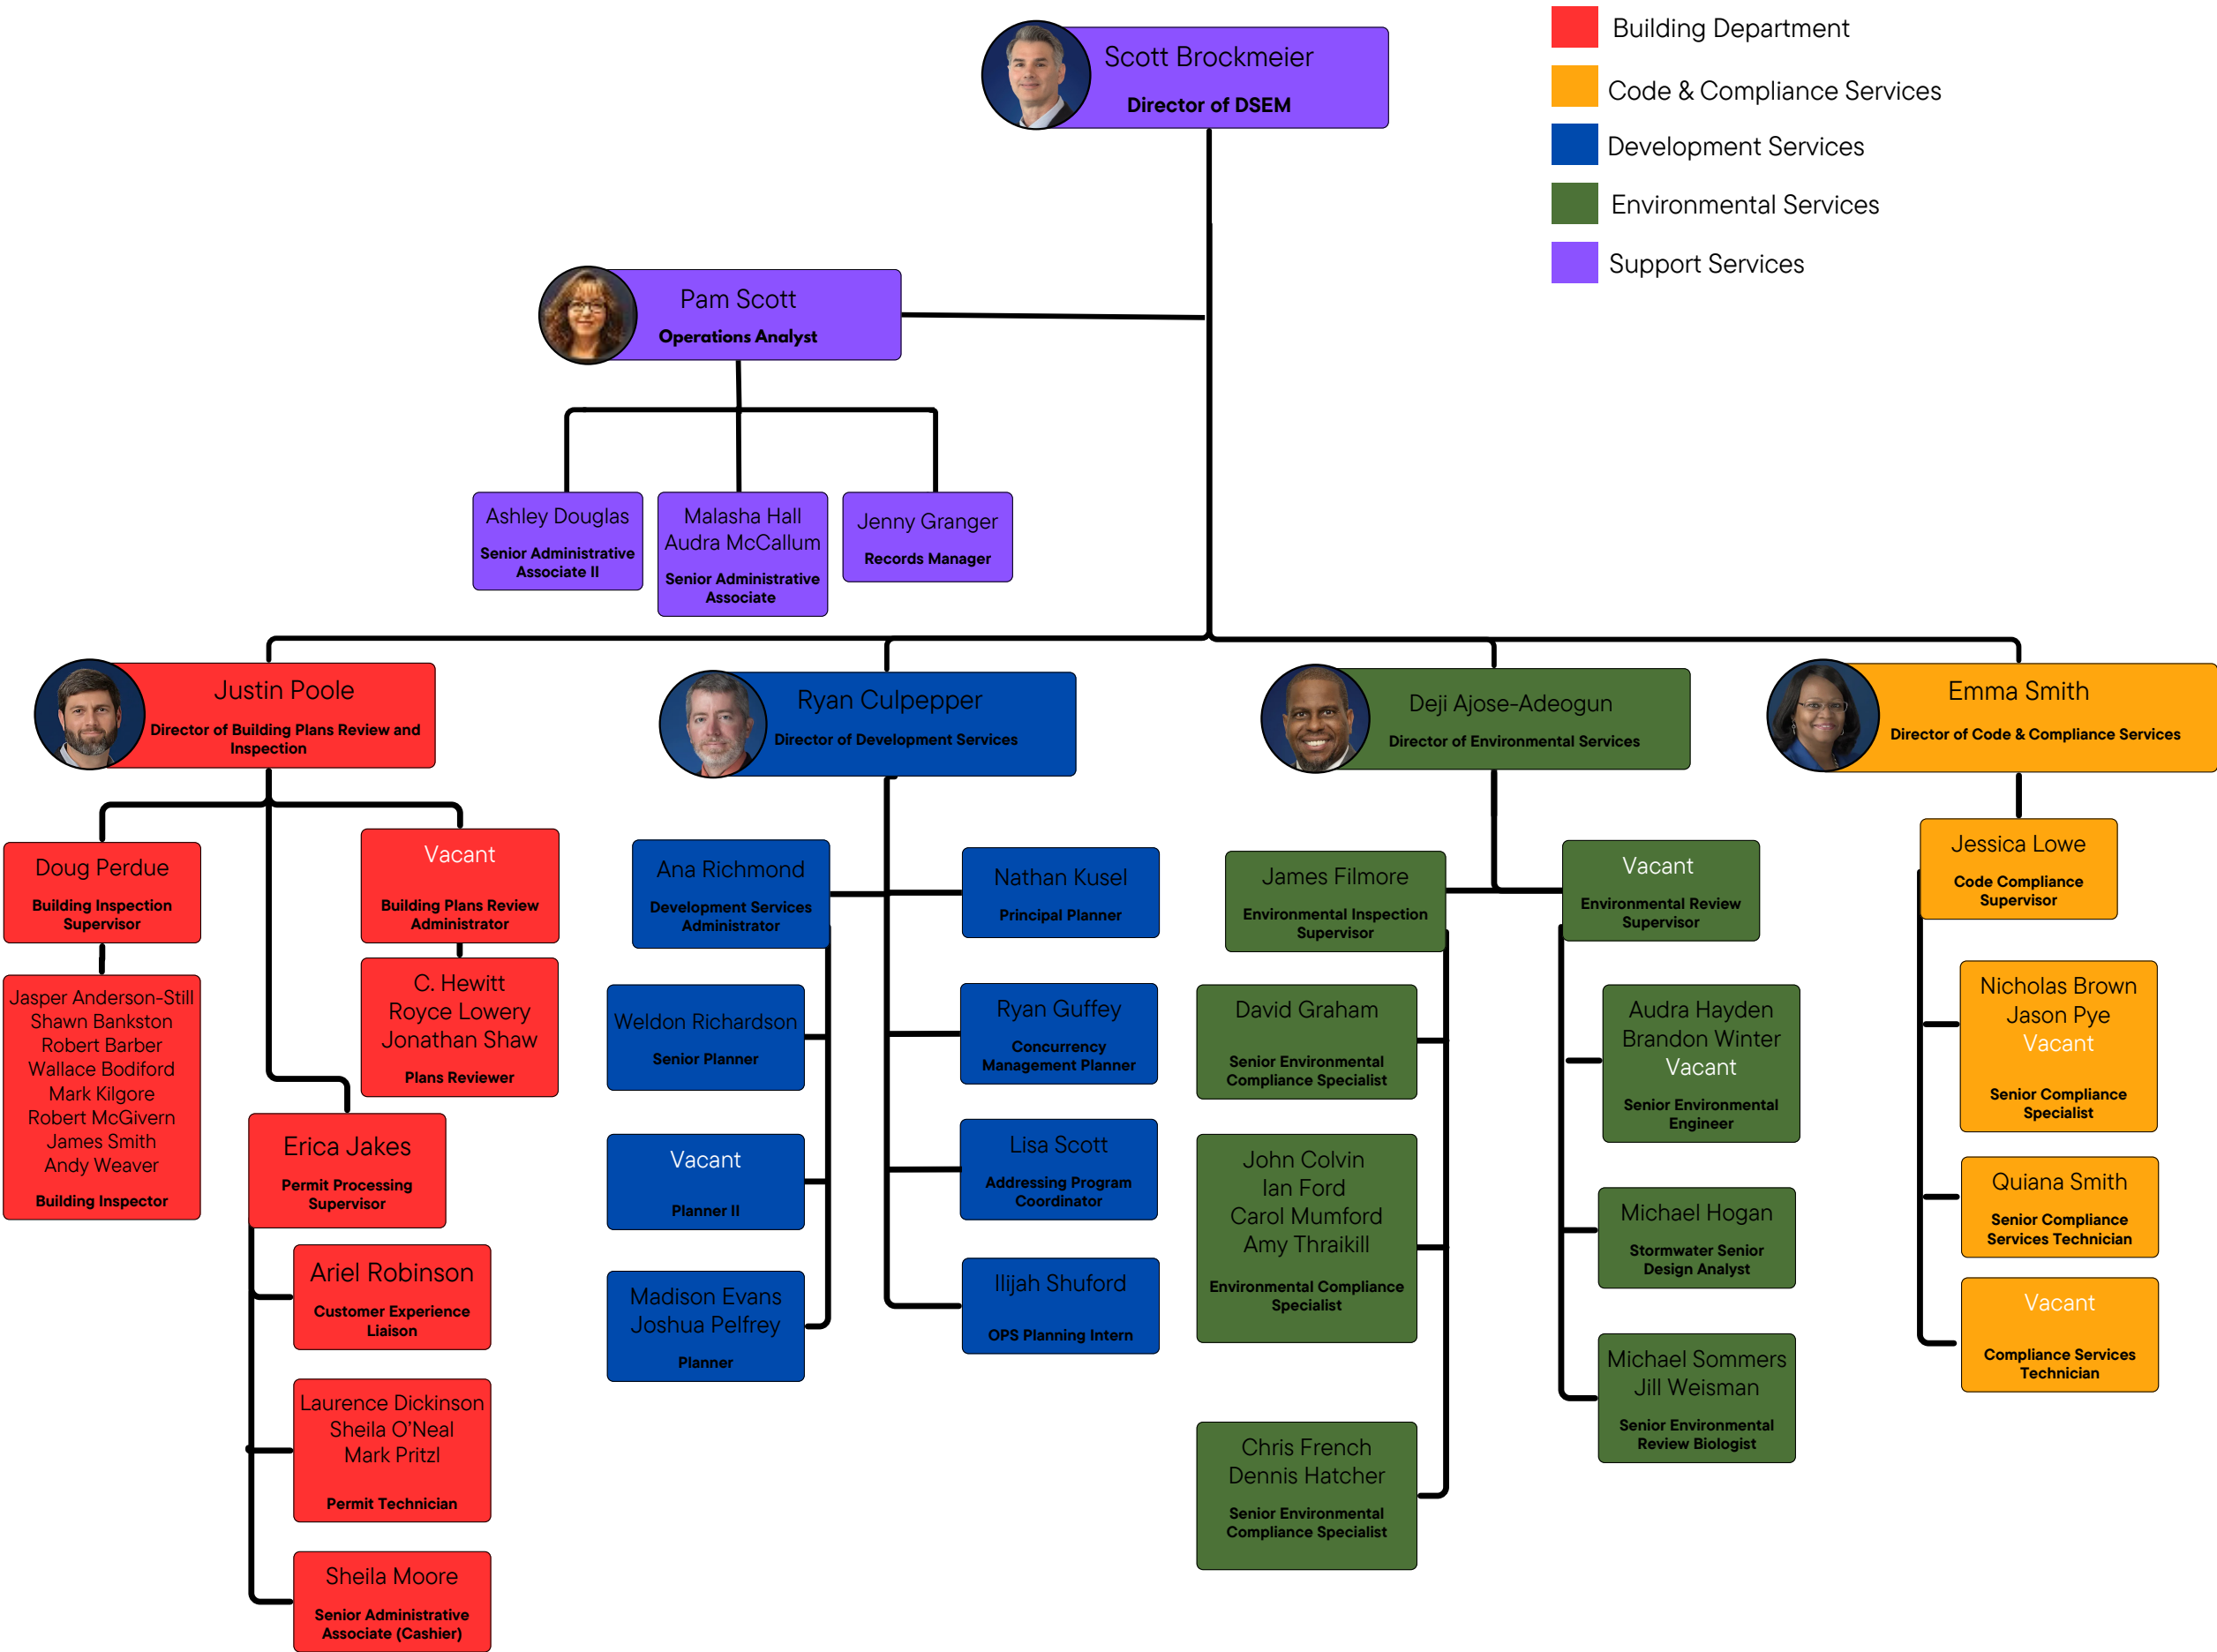 Scott Brockmeier
Director of DSEM
Building Department
Code & Compliance Services
Development Services
Environmental Services
Support Services
Pam Scott
Operations Analyst
Ashley Douglas
Senior Administrative
Associate II
Malasha Hall
Audra McCallum
Senior Administrative
Associate
Jenny Granger
Records Manager
Justin Poole
Director of Building Plans Review and
Inspection
Doug Perdue
Building Inspection
Supervisor
Jasper Anderson-Still
Shawn Bankston
Robert Barber
Wallace Bodiford
Mark Kilgore
Robert McGivern
James Smith
Andy Weaver
Building Inspector
Vacant
Building Plans Review
Administrator
C. Hewitt
Royce Lowery
Jonathan Shaw
Plans Reviewer
Erica Jakes
Permit Processing
Supervisor
Ariel Robinson
Customer Experience
Liaison
Laurence Dickinson
Sheila O'Neal
Mark Pritzl
Permit Technician
Sheila Moore
Senior Administrative
Associate (Cashier)
Ryan Culpepper
Director of Development Services
Ana Richmond
Development Services
Administrator
Weldon Richardson
Senior Planner
Vacant
Planner II
Madison Evans
Joshua Pelfrey
Planner
Nathan Kusel
Principal Planner
Ryan Guffey
Concurrency
Management Planner
Lisa Scott
Addressing Program
Coordinator
Ilijah Shuford
OPS Planning Intern
Deji Ajose-Adeogun
Director of Environmental Services
James Filmore
Environmental Inspection
Supervisor
David Graham
Senior Environmental
Compliance Specialist
John Colvin
Ian Ford
Carol Mumford
Amy Thraikill
Environmental Compliance
Specialist
Chris French
Dennis Hatcher
Senior Environmental
Compliance Specialist
Vacant
Environmental Review
Supervisor
Audra Hayden
Brandon Winter
Vacant
Senior Environmental
Engineer
Michael Hogan
Stormwater Senior
Design Analyst
Michael Sommers
Jill Weisman
Senior Environmental
Review Biologist
Emma Smith
Director of Code & Compliance Services
Jessica Lowe
Code Compliance
Supervisor
Nicholas Brown
Jason Pye
Vacant
Senior Compliance
Specialist
Quiana Smith
Senior Compliance
Services Technician
Vacant
Compliance Services
Technician